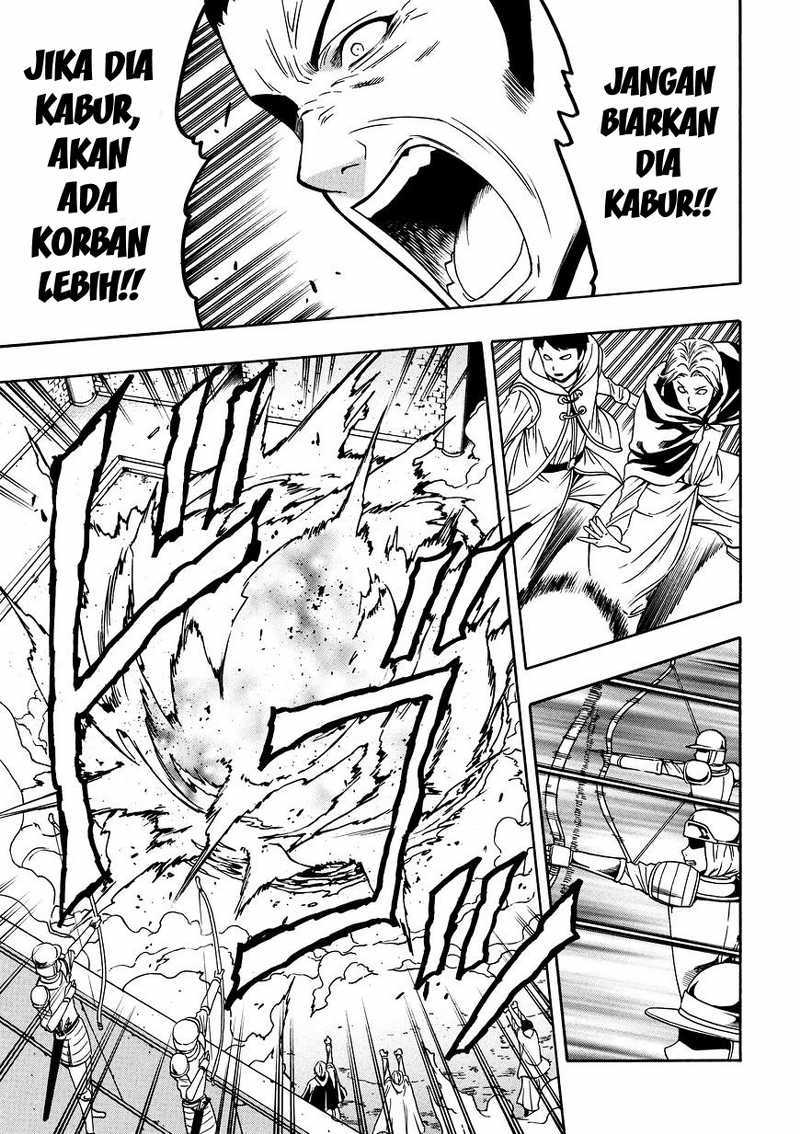 JANGAN
BIARKAN
DIA
KABUR!!
JIKA DIA
KABUR,
AKAN
ADA
KORBAN
LEBIH!!
ドゴッ